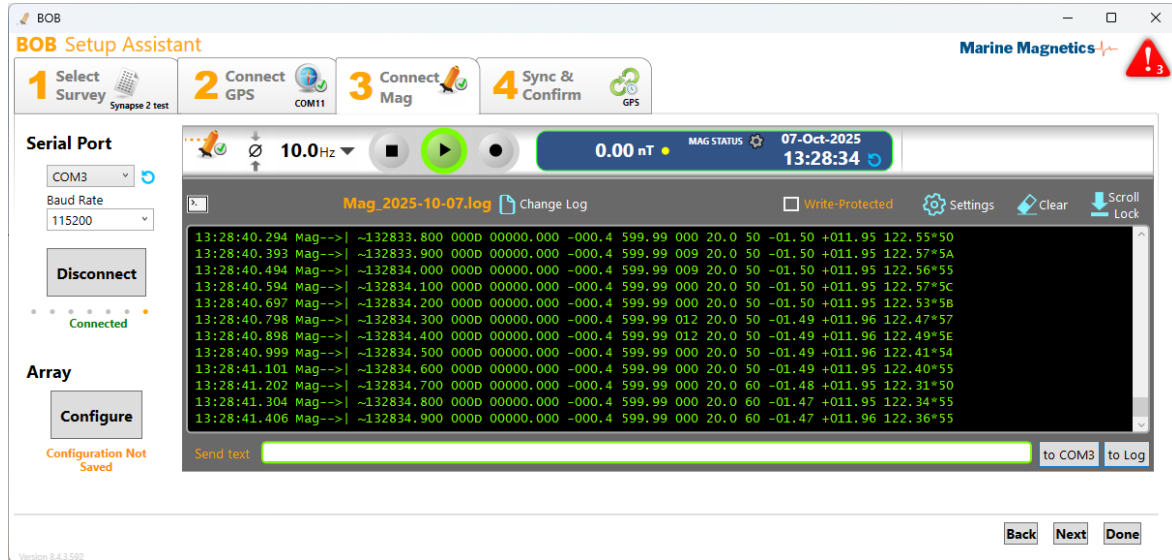 BOB
BOB Setup Assistant
Marine Magnetics
3
1 Select Survey Synapse 2 test
2 Connect GPS COM11
3 Connect Mag
4 Sync & Confirm GPS
Serial Port
COM3
Baud Rate
115200
Disconnect
Connected
Array
Configure
Configuration Not
Saved
10.0Hz
0.00 nT
MAG STATUS
07-Oct-2025
13:28:34
Mag_2025-10-07.log
Change Log
Write-Protected
Settings
Clear
Scroll
Lock
13:28:40.294 Mag-->| ~132833.800 000D 00000.000 -000.4 599.99 000 20.0 50 -01.50 +011.95 122.55*50
13:28:40.393 Mag-->| ~132833.900 000D 00000.000 -000.4 599.99 009 20.0 50 -01.50 +011.95 122.57*5A
13:28:40.494 Mag-->| ~132834.000 000D 00000.000 -000.4 599.99 009 20.0 50 -01.50 +011.95 122.56*55
13:28:40.594 Mag-->| ~132834.100 000D 00000.000 -000.4 599.99 000 20.0 50 -01.50 +011.95 122.57*5C
13:28:40.697 Mag-->| ~132834.200 000D 00000.000 -000.4 599.99 000 20.0 50 -01.50 +011.95 122.53*5B
13:28:40.798 Mag-->| ~132834.300 000D 00000.000 -000.4 599.99 012 20.0 50 -01.49 +011.96 122.47*57
13:28:40.898 Mag-->| ~132834.400 000D 00000.000 -000.4 599.99 012 20.0 50 -01.49 +011.96 122.49*5E
13:28:40.999 Mag-->| ~132834.500 000D 00000.000 -000.4 599.99 000 20.0 50 -01.49 +011.96 122.41*54
13:28:41.101 Mag-->| ~132834.600 000D 00000.000 -000.4 599.99 000 20.0 50 -01.49 +011.95 122.40*55
13:28:41.202 Mag-->| ~132834.700 000D 00000.000 -000.4 599.99 000 20.0 60 -01.48 +011.95 122.31*50
13:28:41.304 Mag-->| ~132834.800 000D 00000.000 -000.4 599.99 000 20.0 60 -01.47 +011.95 122.34*55
13:28:41.406 Mag-->| ~132834.900 000D 00000.000 -000.4 599.99 000 20.0 60 -01.47 +011.96 122.36*55
Send text
to COM3
to Log
Back
Next
Done
Version 8.4.3.592